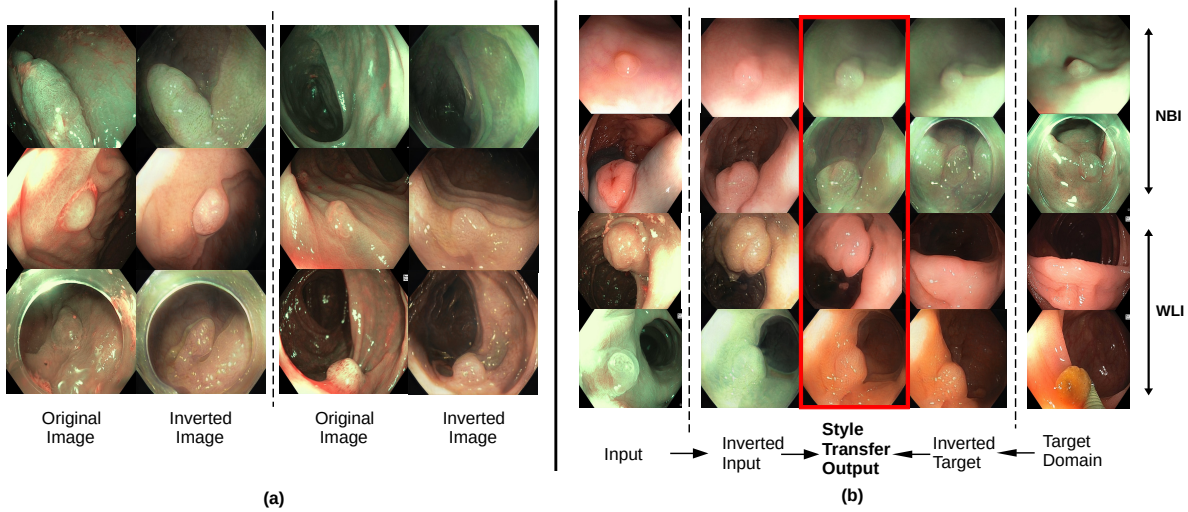 Original
Image
Inverted
Image
Original
Image
Inverted
Image
(a)
NBI
WLI
Input
Inverted
Input
Style
Transfer
Output
Inverted
Target
Target
Domain
(b)